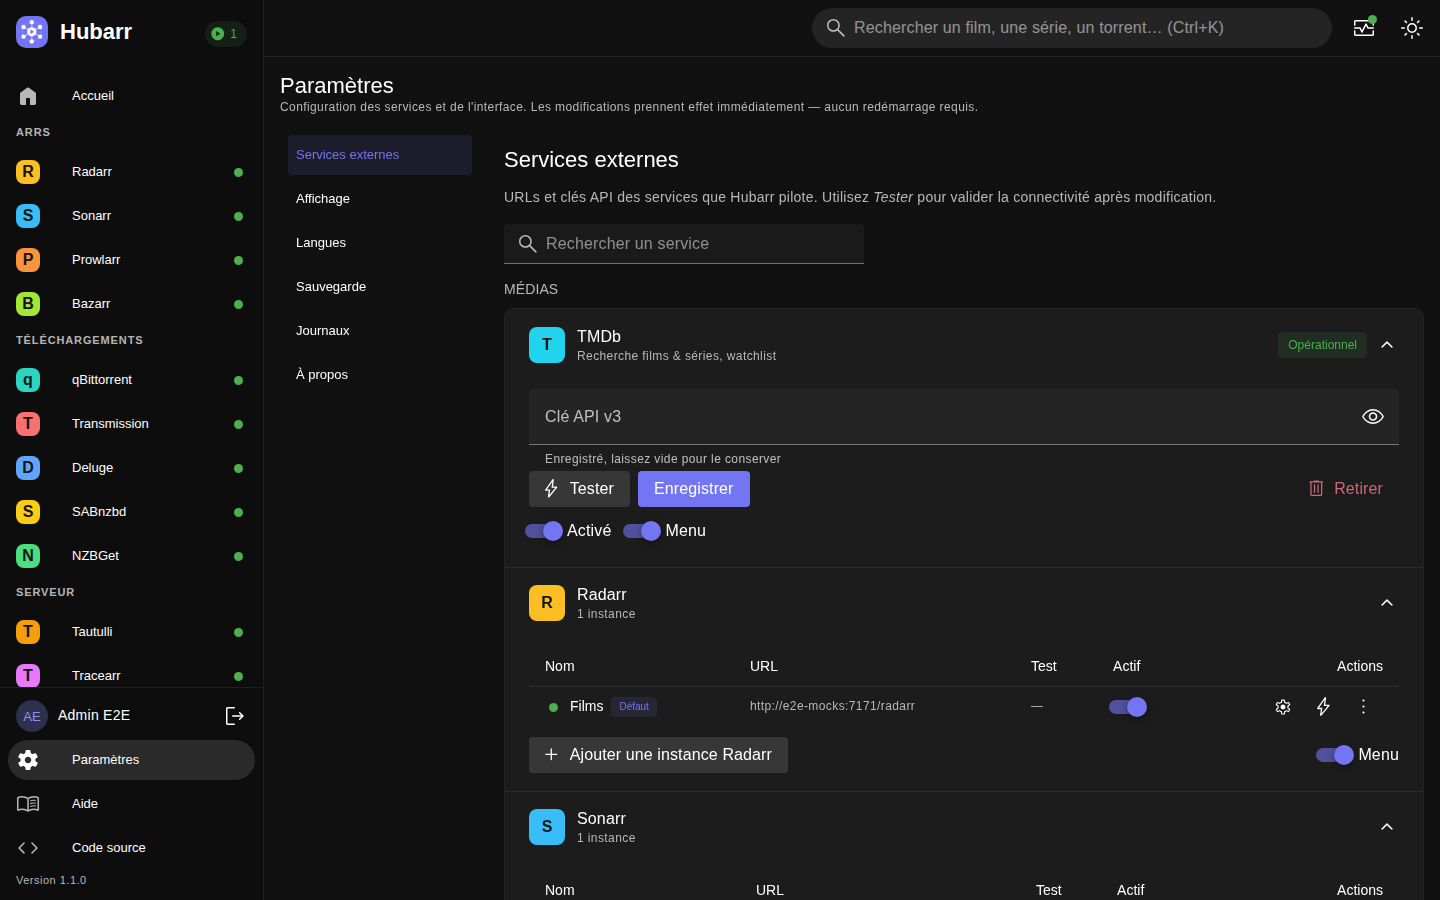 Hubarr
1
Rechercher un film, une série, un torrent… (Ctrl+K)
Accueil
ARRS
R Radarr
S Sonarr
P Prowlarr
B Bazarr
TÉLÉCHARGEMENTS
q qBittorrent
T Transmission
D Deluge
S SABnzbd
N NZBGet
SERVEUR
T Tautulli
T Tracearr
AE Admin E2E
Paramètres
Aide
Code source
Version 1.1.0
Paramètres
Configuration des services et de l'interface. Les modifications prennent effet immédiatement — aucun redémarrage requis.
Services externes
Affichage
Langues
Sauvegarde
Journaux
À propos
Services externes
URLs et clés API des services que Hubarr pilote. Utilisez Tester pour valider la connectivité après modification.
Rechercher un service
MÉDIAS
T TMDb
Recherche films & séries, watchlist
Opérationnel
Clé API v3
Enregistré, laissez vide pour le conserver
Tester Enregistrer Retirer
Activé Menu
R Radarr
1 instance
Nom URL Test Actif Actions
Films Défaut http://e2e-mocks:7171/radarr —
Ajouter une instance Radarr Menu
S Sonarr
1 instance
Nom URL Test Actif Actions